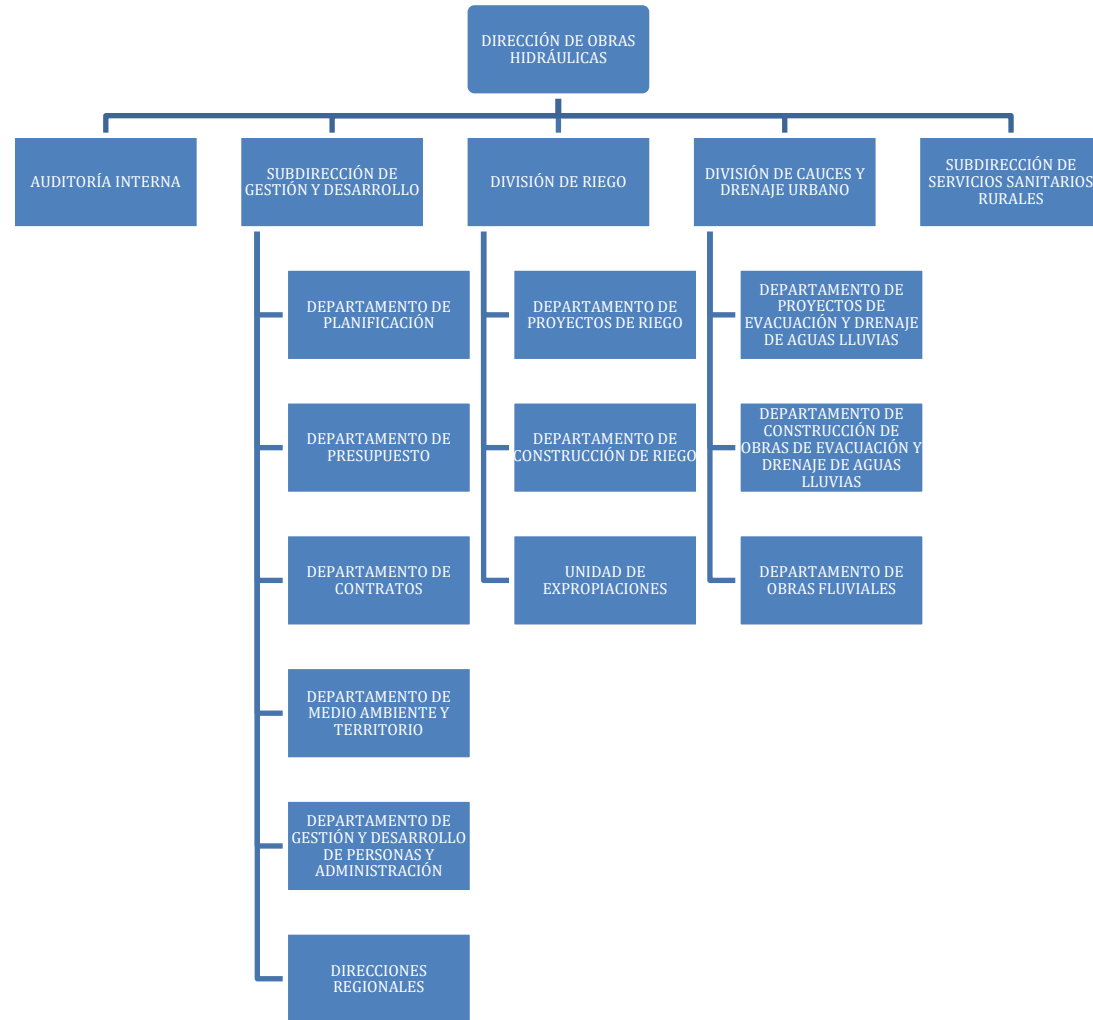 DIRECCIÓN DE OBRAS
HIDRÁULICAS
AUDITORÍA INTERNA
SUBDIRECCIÓN DE
GESTIÓN Y DESARROLLO
DIVISIÓN DE RIEGO
DIVISIÓN DE CAUCES Y
DRENAJE URBANO
SUBDIRECCIÓN DE
SERVICIOS SANITARIOS
RURALES
DEPARTAMENTO DE
PLANIFICACIÓN
DEPARTAMENTO DE
PRESUPUESTO
DEPARTAMENTO DE
CONTRATOS
DEPARTAMENTO DE
MEDIO AMBIENTE Y
TERRITORIO
DEPARTAMENTO DE
GESTIÓN Y DESARROLLO
DE PERSONAS Y
ADMINISTRACIÓN
DIRECCIONES
REGIONALES
DEPARTAMENTO DE
PROYECTOS DE RIEGO
DEPARTAMENTO DE
CONSTRUCCIÓN DE RIEGO
UNIDAD DE
EXPROPIACIONES
DEPARTAMENTO DE
PROYECTOS DE
EVACUACIÓN Y DRENAJE
DE AGUAS LLUVIAS
DEPARTAMENTO DE
CONSTRUCCIÓN DE
OBRAS DE EVACUACIÓN Y
DRENAJE DE AGUAS
LLUVIAS
DEPARTAMENTO DE
OBRAS FLUVIALES